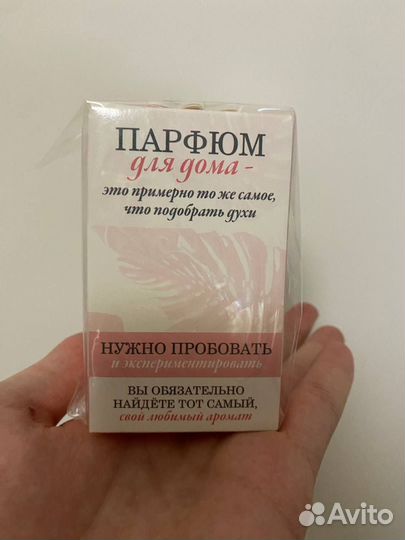 ПАРФЮМ
для дома -
это примерно то же самое,
что подобрать духи
НУЖНО ПРОБОВАТЬ
и экспериментировать
ВЫ ОБЯЗАТЕЛЬНО
НАЙДЁТЕ ТОТ САМЫЙ,
свой любимый аромат
Avito